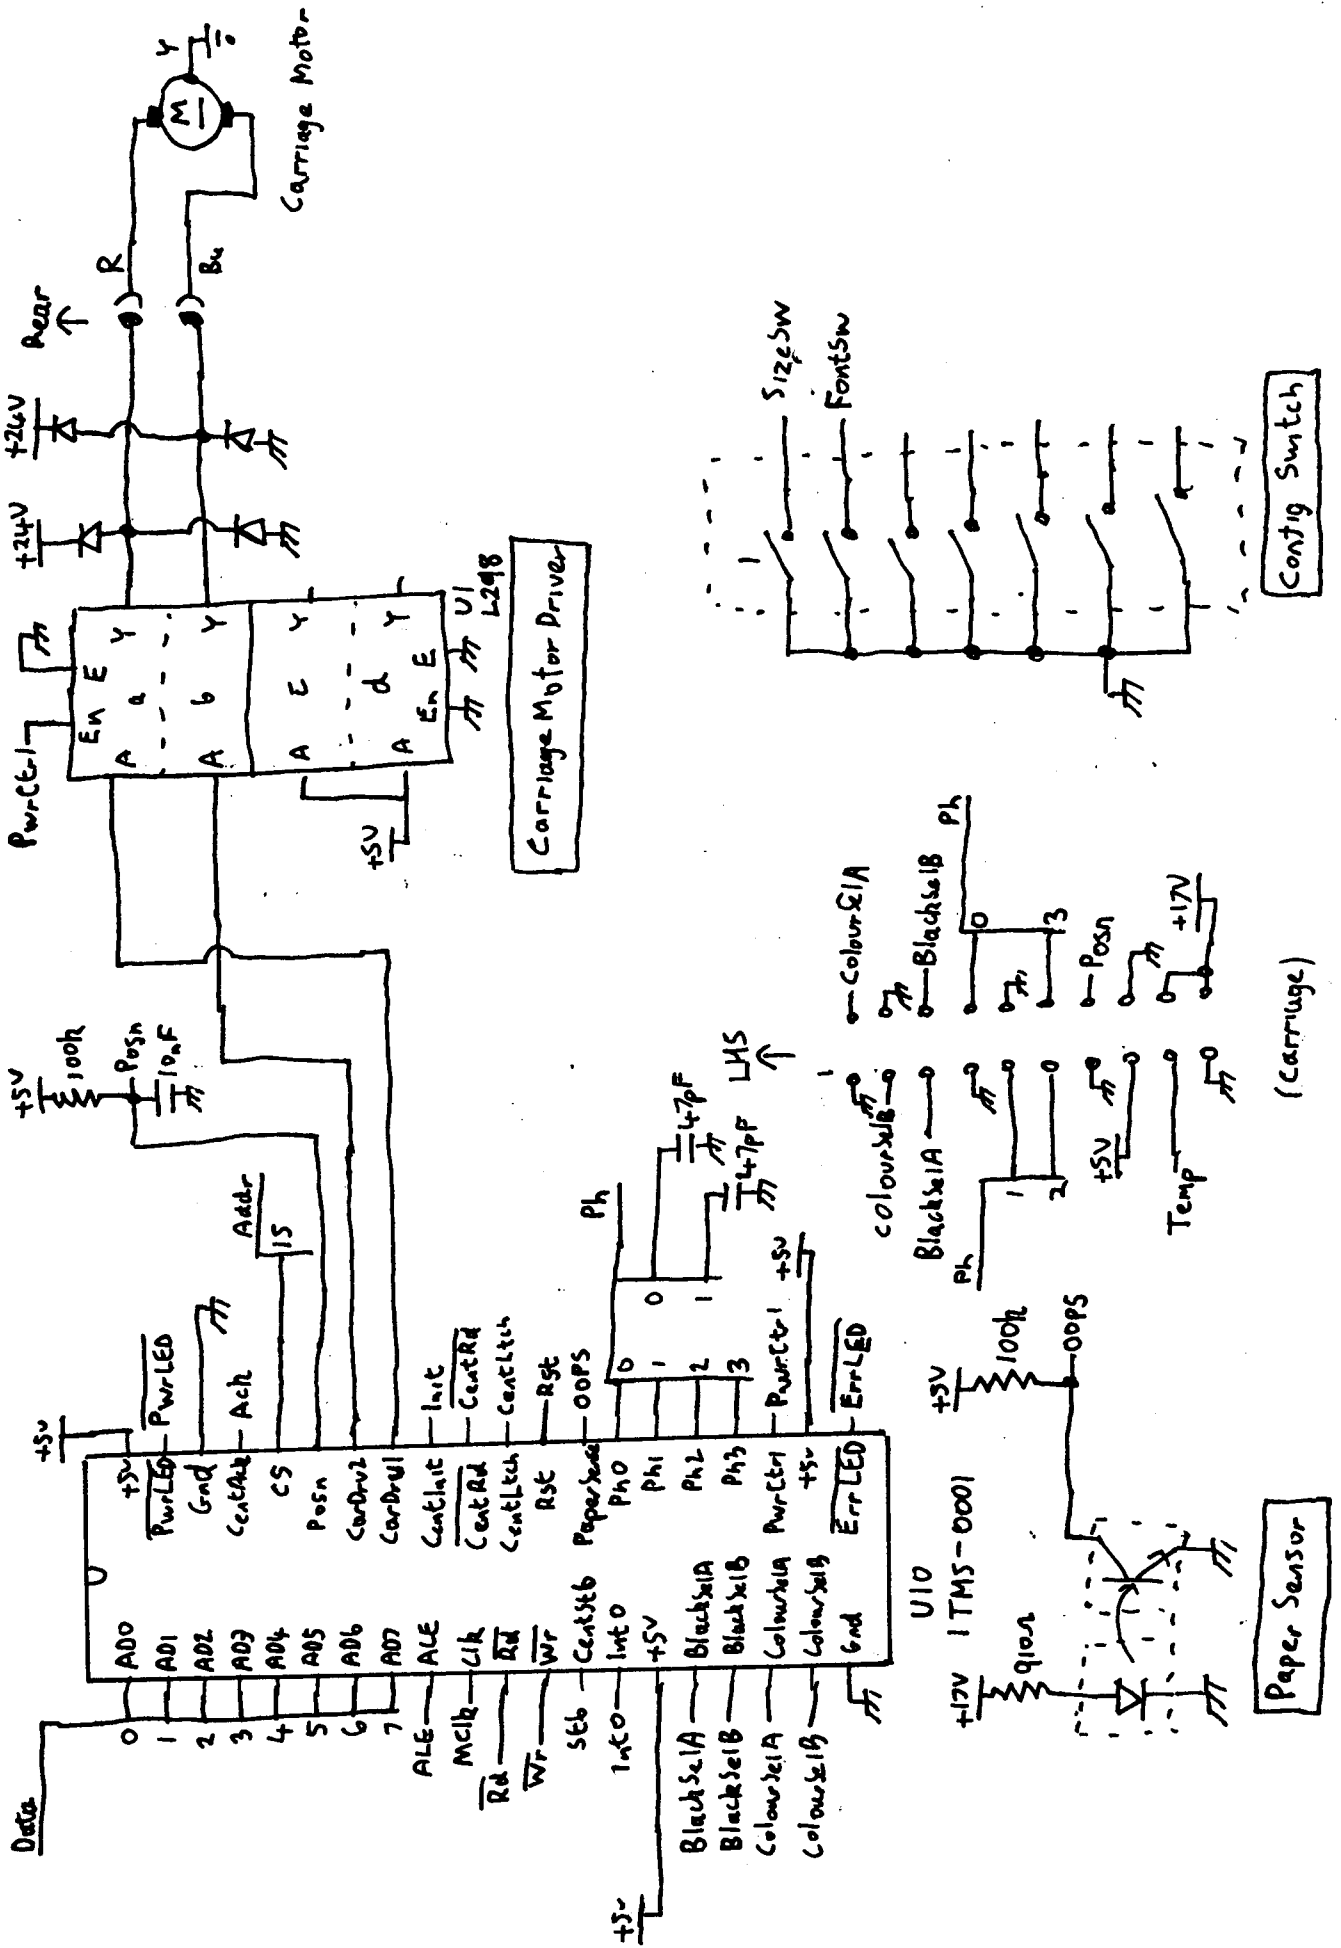 Data
0
1
2
3
4
5
6
7
ALE
MClk
Rd
Wr
Stb
Int0
+5v
BlackSelA
BlackSelB
ColourSelA
ColourSelB
AD0
AD1
AD2
AD3
AD4
AD5
AD6
AD7
ALE
Clk
Rd
Wr
CentStb
Int0
+5v
BlackSelA
BlackSelB
ColourSelA
ColourSelB
Gnd
+5v
PwrLED
Gnd
CentAck
CS
Posn
CarDrv2
CarDrv1
CentInit
CentRd
CentLtch
Rst
PaperSense
Ph0
Ph1
Ph2
Ph3
PwrCtrl
+5v
ErrLED
U10
ITMS-0001
+5v
PwrLED
Ack
Addr
15
Init
CentRd
CentLtch
Rst
OOPS
0
1
2
3
Ph
0
1
47pF
47pF
PwrCtrl
+5v
ErrLED
+5V
100k
Posn
10nF
PwrCtrl
En E
A a Y
A b Y
A c Y
A d Y
En E
+5V
U1
L298
Carriage Motor Driver
+24V
+24V
Rear
R
Bu
M
Y
Carriage Motor
+17V
910Ω
+5V
100k
OOPS
Paper Sensor
LHS
1
ColourSelB
BlackSelA
Ph
1
2
+5V
Temp
ColourSelA
BlackSelB
Ph
0
3
Posn
+17V
(Carriage)
1
SizeSW
FontSW
Config Switch